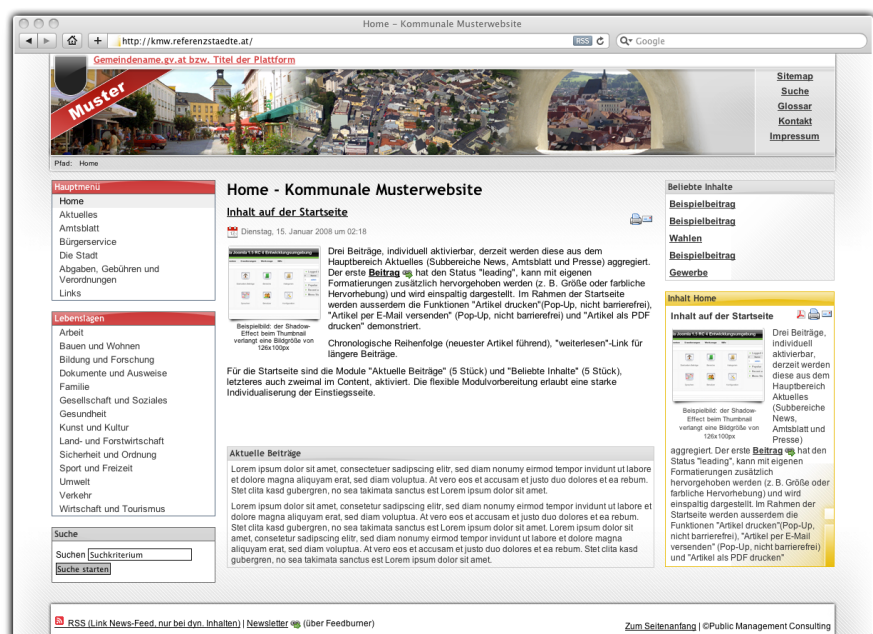 Home – Kommunale Musterwebsite
http://kmw.referenzstaedte.at/
RSS
Google
Gemeindename.gv.at bzw. Titel der Plattform
Muster
Sitemap
Suche
Glossar
Kontakt
Impressum
Pfad: Home
Hauptmenü
Home
Aktuelles
Amtsblatt
Bürgerservice
Die Stadt
Abgaben, Gebühren und
Verordnungen
Links
Lebenslagen
Arbeit
Bauen und Wohnen
Bildung und Forschung
Dokumente und Ausweise
Familie
Gesellschaft und Soziales
Gesundheit
Kunst und Kultur
Land- und Forstwirtschaft
Sicherheit und Ordnung
Sport und Freizeit
Umwelt
Verkehr
Wirtschaft und Tourismus
Suche
Suchen Suchkriterium
Suche starten
Home - Kommunale Musterwebsite
Inhalt auf der Startseite
Dienstag, 15. Januar 2008 um 02:18
Beispielbild: der Shadow-
Effect beim Thumbnail
verlangt eine Bildgröße von
126x100px
Drei Beiträge, individuell aktivierbar, derzeit werden diese aus dem
Hauptbereich Aktuelles (Subbereiche News, Amtsblatt und Presse) aggregiert.
Der erste Beitrag hat den Status "leading", kann mit eigenen
Formatierungen zusätzlich hervorgehoben werden (z. B. Größe oder farbliche
Hervorhebung) und wird einspaltig dargestellt. Im Rahmen der Startseite
werden ausserdem die Funktionen "Artikel drucken"(Pop-Up, nicht barrierefrei),
"Artikel per E-Mail versenden" (Pop-Up, nicht barrierefrei) und "Artikel als PDF
drucken" demonstriert.
Chronologische Reihenfolge (neuester Artikel führend), "weiterlesen"-Link für
längere Beiträge.
Für die Startseite sind die Module "Aktuelle Beiträge" (5 Stück) und "Beliebte Inhalte" (5 Stück),
letzteres auch zweimal im Content, aktiviert. Die flexible Modulvorbereitung erlaubt eine starke
Individualisierung der Einstiegsseite.
Aktuelle Beiträge
Lorem ipsum dolor sit amet, consectetuer sadipscing elitr, sed diam nonumy eirmod tempor invidunt ut labore
et dolore magna aliquyam erat, sed diam voluptua. At vero eos et accusam et justo duo dolores et ea rebum.
Stet clita kasd gubergren, no sea takimata sanctus est Lorem ipsum dolor sit amet.
Lorem ipsum dolor sit amet, consetetur sadipscing elitr, sed diam nonumy eirmod tempor invidunt ut labore et
dolore magna aliquyam erat, sed diam voluptua. At vero eos et accusam et justo duo dolores et ea rebum.
Stet clita kasd gubergren, no sea takimata sanctus est Lorem ipsum dolor sit amet. Lorem ipsum dolor sit
amet, consetetur sadipscing elitr, sed diam nonumy eirmod tempor invidunt ut labore et dolore magna
aliquyam erat, sed diam voluptua. At vero eos et accusam et justo duo dolores et ea rebum. Stet clita kasd
gubergren, no sea takimata sanctus est Lorem ipsum dolor sit amet.
Beliebte Inhalte
Beispielbeitrag
Beispielbeitrag
Wahlen
Beispielbeitrag
Gewerbe
Inhalt Home
Inhalt auf der Startseite
Beispielbild: der Shadow-
Effect beim Thumbnail
verlangt eine Bildgröße von
126x100px
Drei Beiträge,
individuell
aktivierbar,
derzeit werden
diese aus dem
Hauptbereich
Aktuelles
(Subbereiche
News,
Amtsblatt und
Presse)
aggregiert. Der erste Beitrag hat den
Status "leading", kann mit eigenen
Formatierungen zusätzlich
hervorgehoben werden (z. B. Größe oder
farbliche Hervorhebung) und wird
einspaltig dargestellt. Im Rahmen der
Startseite werden ausserdem die
Funktionen "Artikel drucken"(Pop-Up,
nicht barrierefrei), "Artikel per E-Mail
versenden" (Pop-Up, nicht barrierefrei)
und "Artikel als PDF drucken"
RSS (Link News-Feed, nur bei dyn. Inhalten) | Newsletter (über Feedburner)
Zum Seitenanfang | ©Public Management Consulting